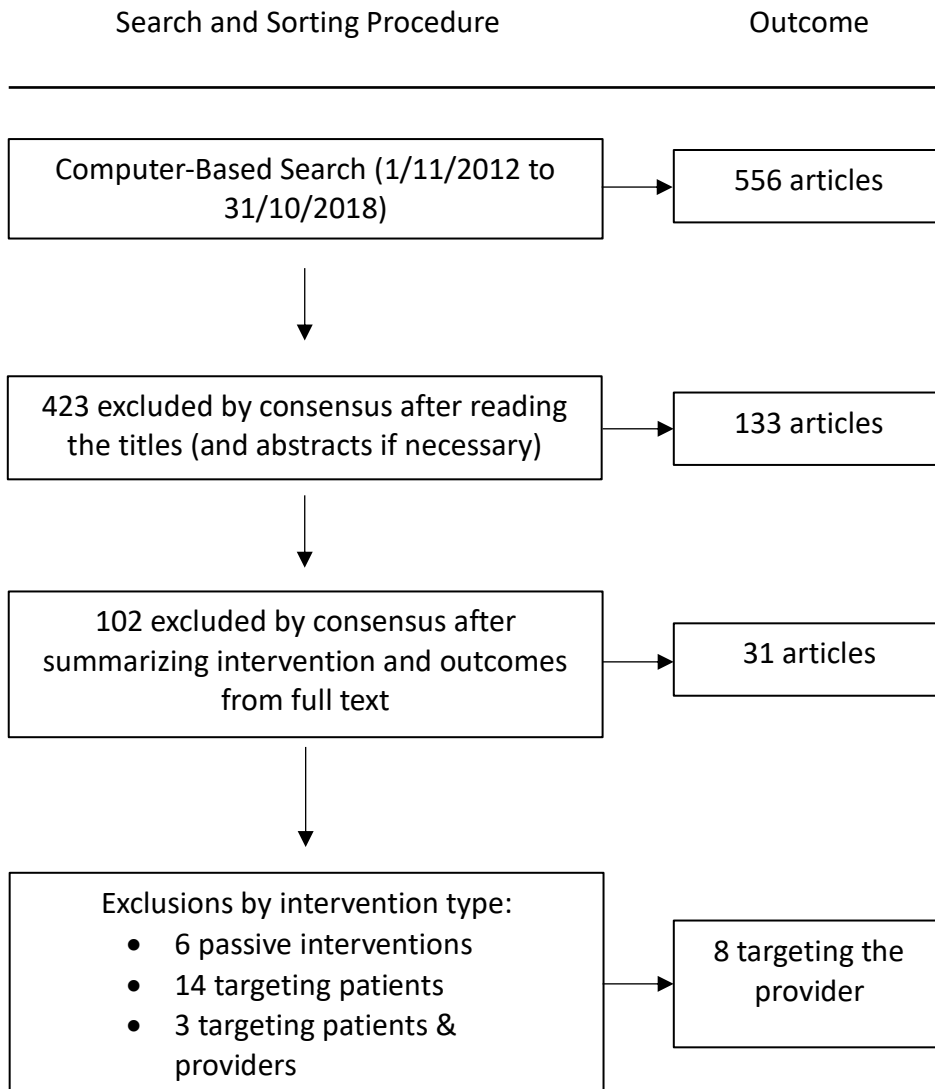 Search and Sorting Procedure
Outcome
Computer-Based Search (1/11/2012 to
31/10/2018)
556 articles
423 excluded by consensus after reading
the titles (and abstracts if necessary)
133 articles
102 excluded by consensus after
summarizing intervention and outcomes
from full text
31 articles
Exclusions by intervention type:
• 6 passive interventions
• 14 targeting patients
• 3 targeting patients &
providers
8 targeting the
provider